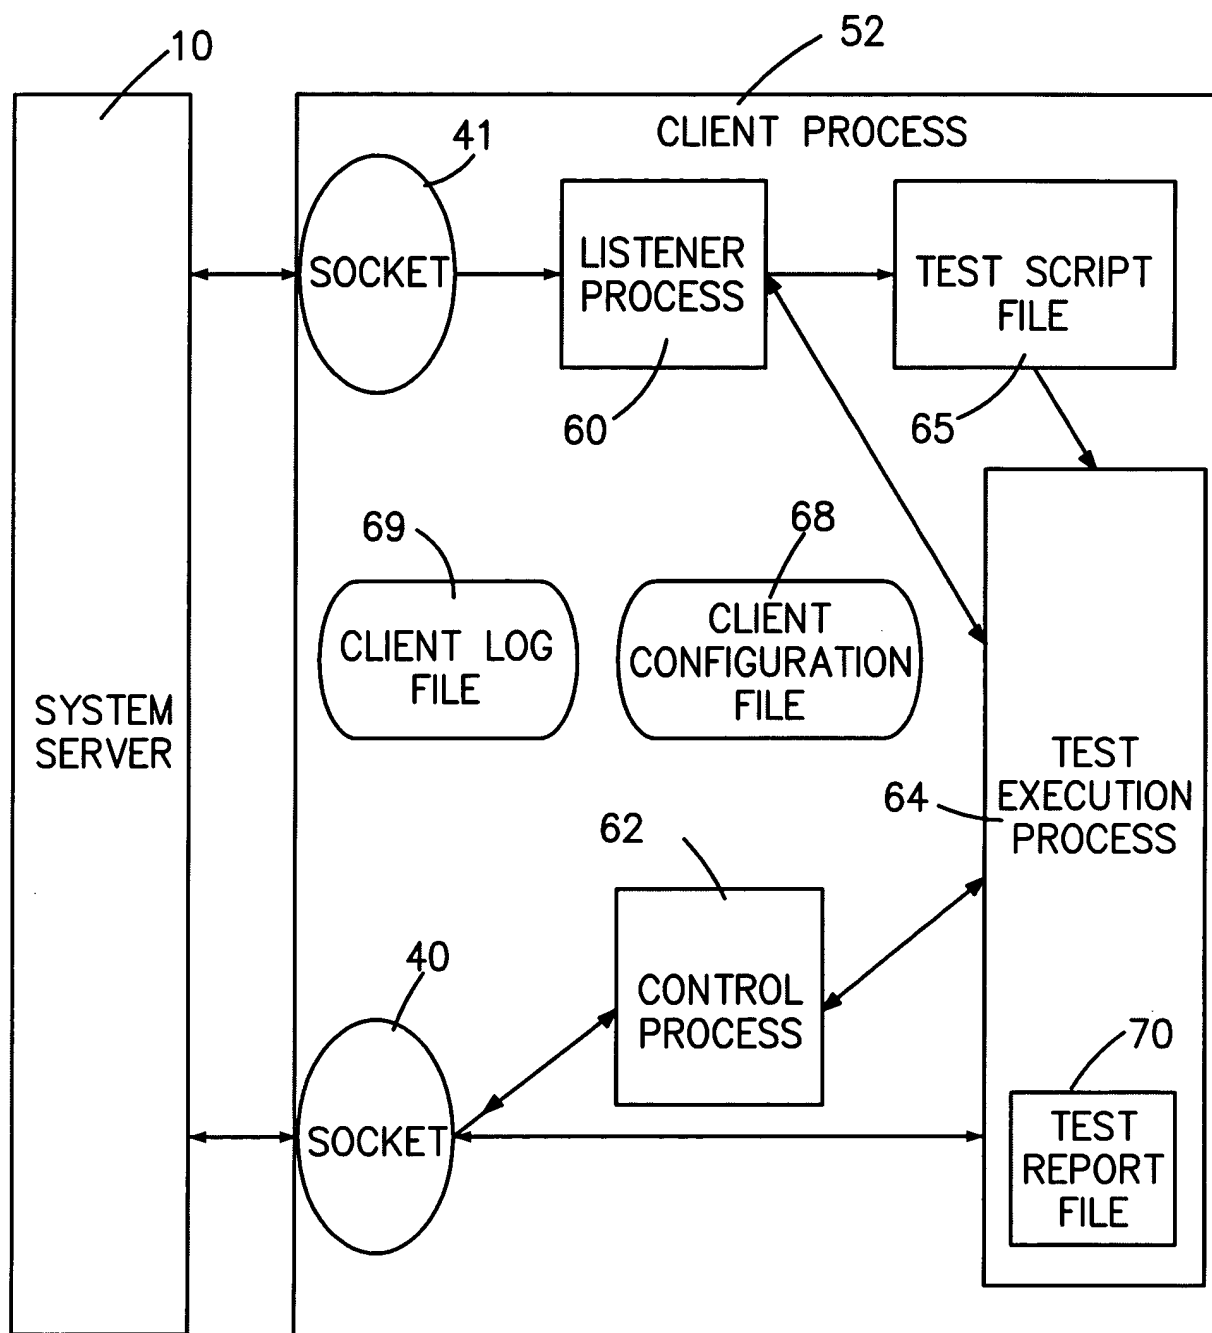 10
52
CLIENT PROCESS
41
SOCKET
LISTENER
PROCESS
60
TEST SCRIPT
FILE
65
69
CLIENT LOG
FILE
68
CLIENT
CONFIGURATION
FILE
SYSTEM
SERVER
TEST
EXECUTION
PROCESS
64
62
CONTROL
PROCESS
40
SOCKET
70
TEST
REPORT
FILE